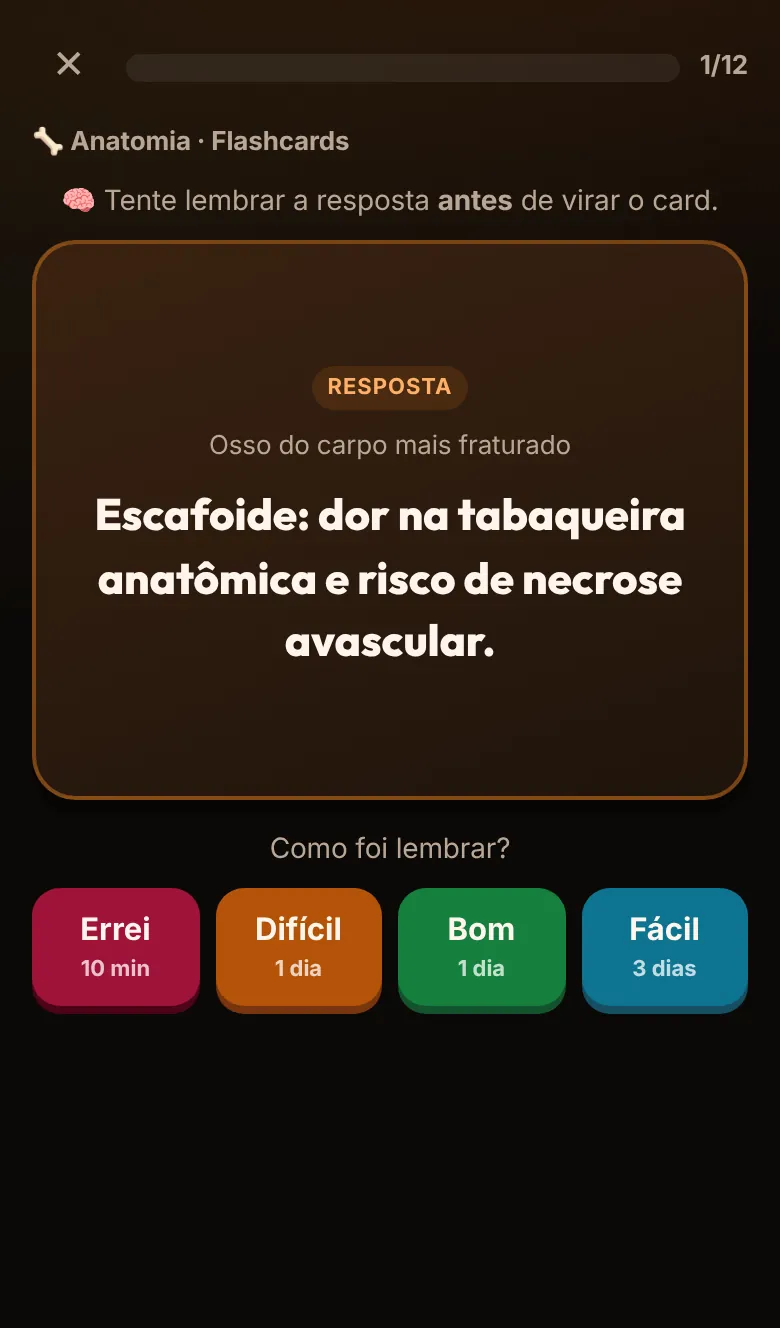 1/12
Anatomia · Flashcards
Tente lembrar a resposta antes de virar o card.
RESPOSTA
Osso do carpo mais fraturado
Escafoide: dor na tabaqueira
anatômica e risco de necrose
avascular.
Como foi lembrar?
Errei Difícil Bom Fácil
10 min 1 dia 1 dia 3 dias